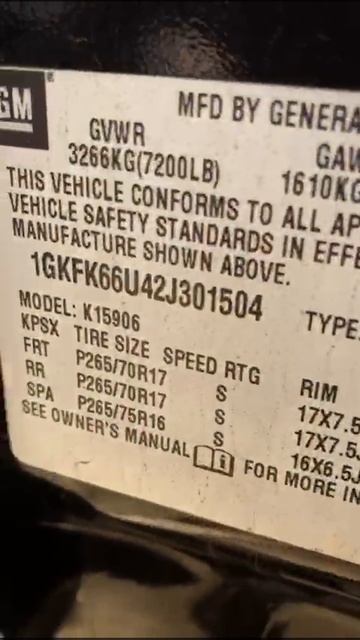 GM
MFD BY GENERA
GVWR GAW
3266KG(7200LB) 1610KG
THIS VEHICLE CONFORMS TO ALL AP
VEHICLE SAFETY STANDARDS IN EFFE
MANUFACTURE SHOWN ABOVE.
1GKFK66U42J301504 TYPE:
MODEL: K15906
KPSX TIRE SIZE SPEED RTG RIM
FRT P265/70R17 S 17X7.5
RR P265/70R17 S 17X7.5J
SPA P265/75R16 S 16X6.5J
SEE OWNER'S MANUAL FOR MORE IN